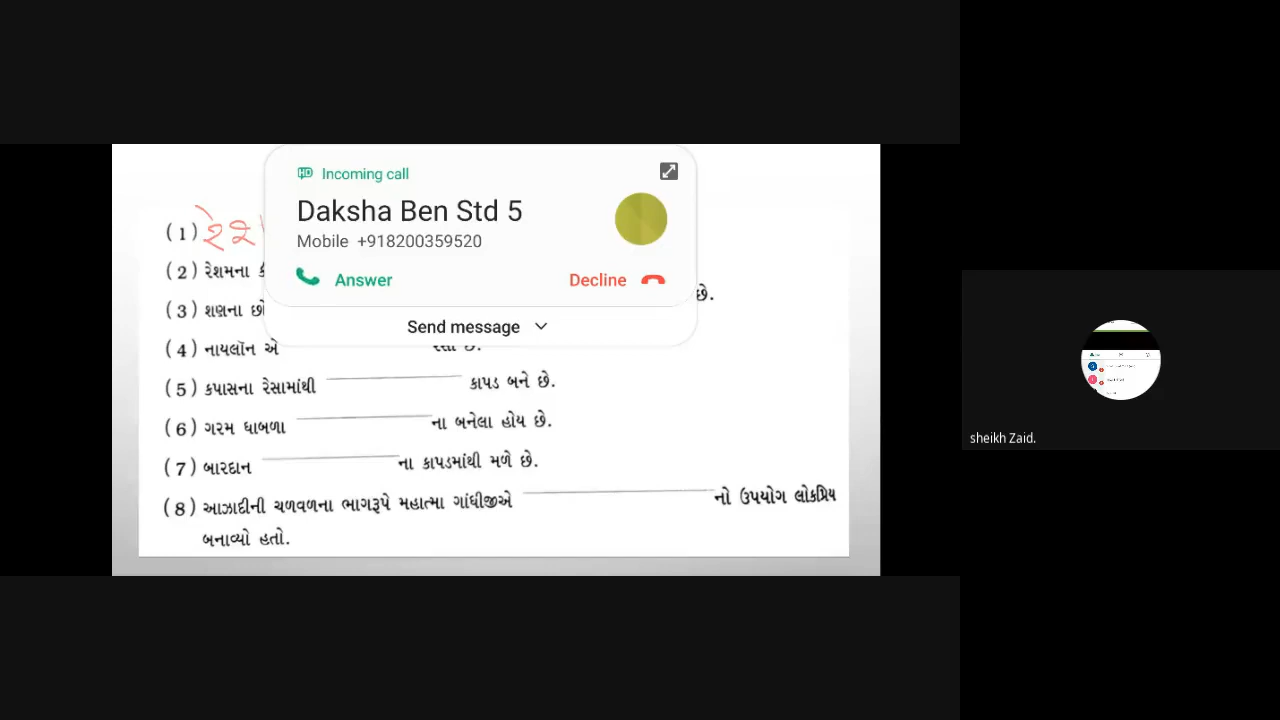 Incoming call
Daksha Ben Std 5
Mobile +918200359520
Answer Decline
Send message
(1)
(2) રેશમના
(3) શણના છો છે.
(4) નાયલૉન એ
(5) કપાસના રેસામાંથી કાપડ બને છે.
(6) ગરમ ધાબળા ના બનેલા હોય છે.
(7) બારદાન ના કાપડમાંથી મળે છે.
(8) આઝાદીની ચળવળના ભાગરૂપે મહાત્મા ગાંધીજીએ નો ઉપયોગ લોકપ્રિય
બનાવ્યો હતો.
sheikh Zaid.